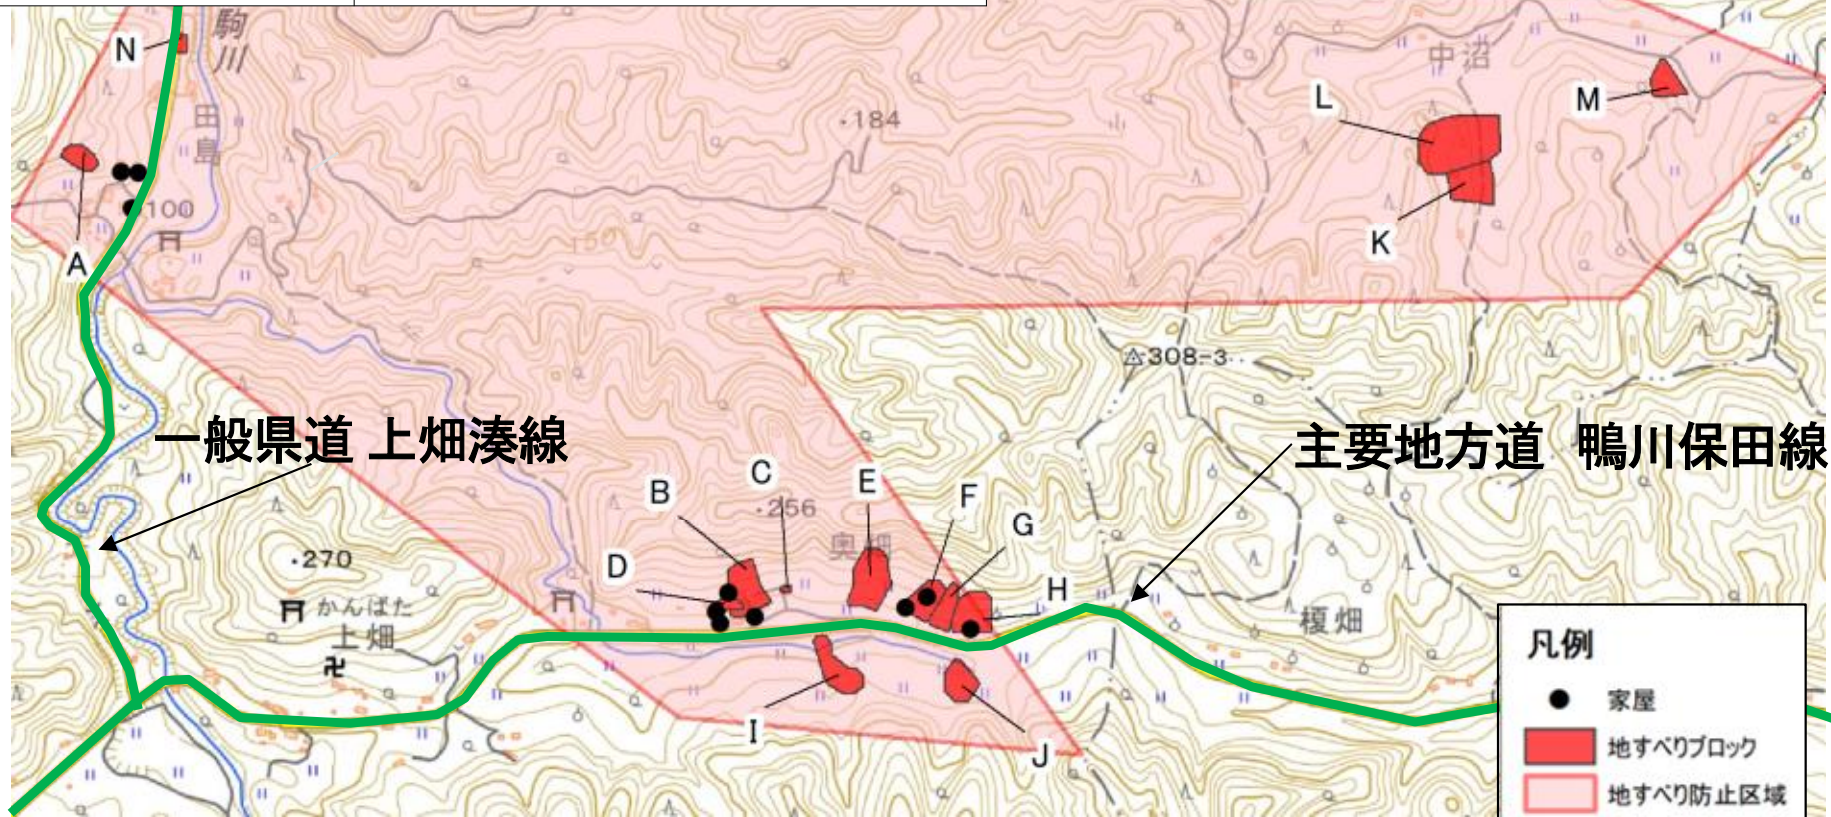 N
駒川
田島
・184
中沼
L
M
K
A
100
150
308-3
一般県道 上畑湊線
主要地方道 鴨川保田線
B
C
E
F
G
・256
奥畑
D
H
・270
かんばた
上畑
榎畑
I
J
凡例
家屋
地すべりブロック
地すべり防止区域